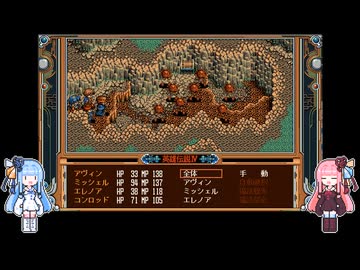 英雄伝説Ⅳ
アヴィン HP 33 MP 138 全体 手動
ミッシェル HP 94 MP 137 アヴィン
エレノア HP 38 MP 118 ミッシェル
コンロッド HP 71 MP 105 エレノア